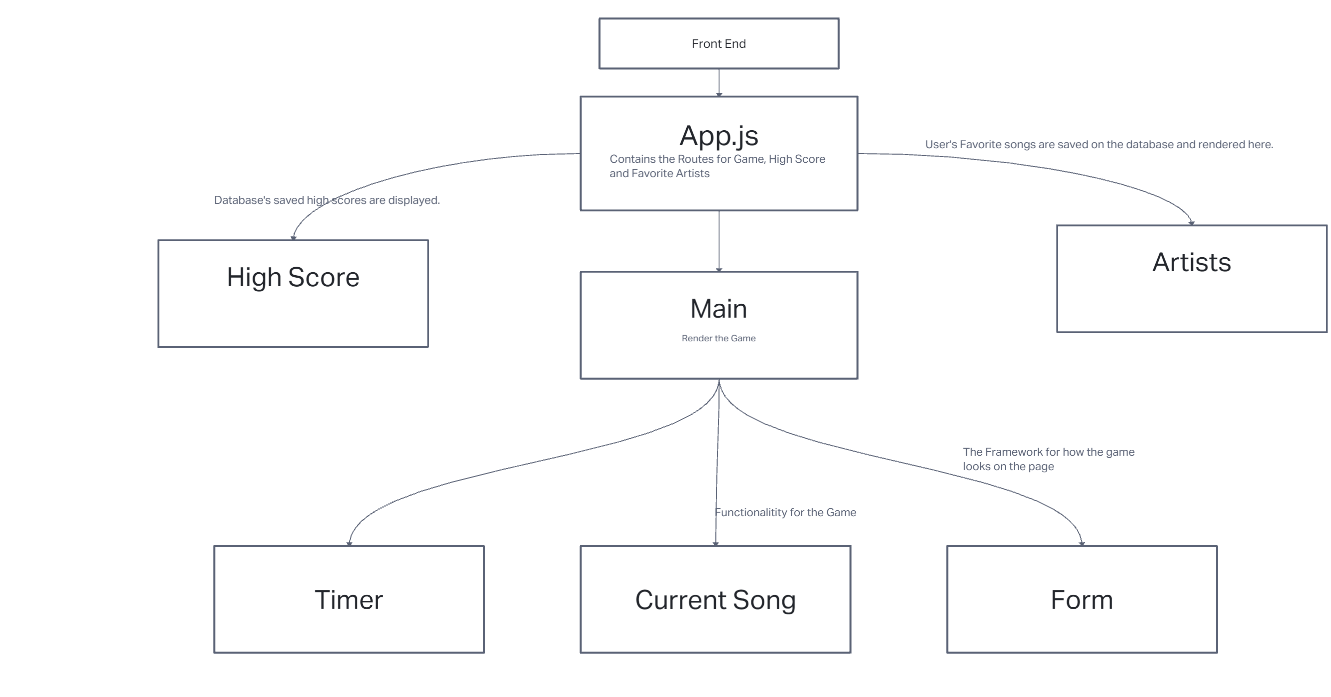 Front End
App.js
Contains the Routes for Game, High Score
and Favorite Artists
User's Favorite songs are saved on the database and rendered here.
Database's saved high scores are displayed.
High Score
Artists
Main
Render the Game
The Framework for how the game
looks on the page
Functionalitity for the Game
Timer
Current Song
Form